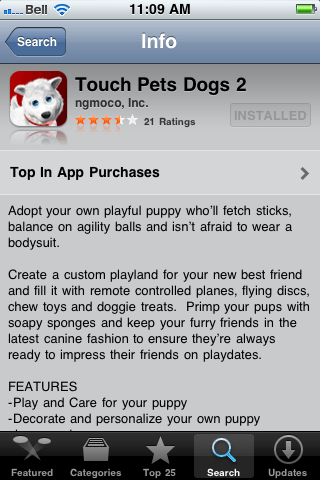 Bell 11:09 AM
Search Info
Touch Pets Dogs 2
ngmoco, Inc.
21 Ratings INSTALLED
Top In App Purchases
Adopt your own playful puppy who'll fetch sticks,
balance on agility balls and isn't afraid to wear a
bodysuit.
Create a custom playland for your new best friend
and fill it with remote controlled planes, flying discs,
chew toys and doggie treats.  Primp your pups with
soapy sponges and keep your furry friends in the
latest canine fashion to ensure they're always
ready to impress their friends on playdates.
FEATURES
-Play and Care for your puppy
-Decorate and personalize your own puppy
Featured Categories Top 25 Search Updates